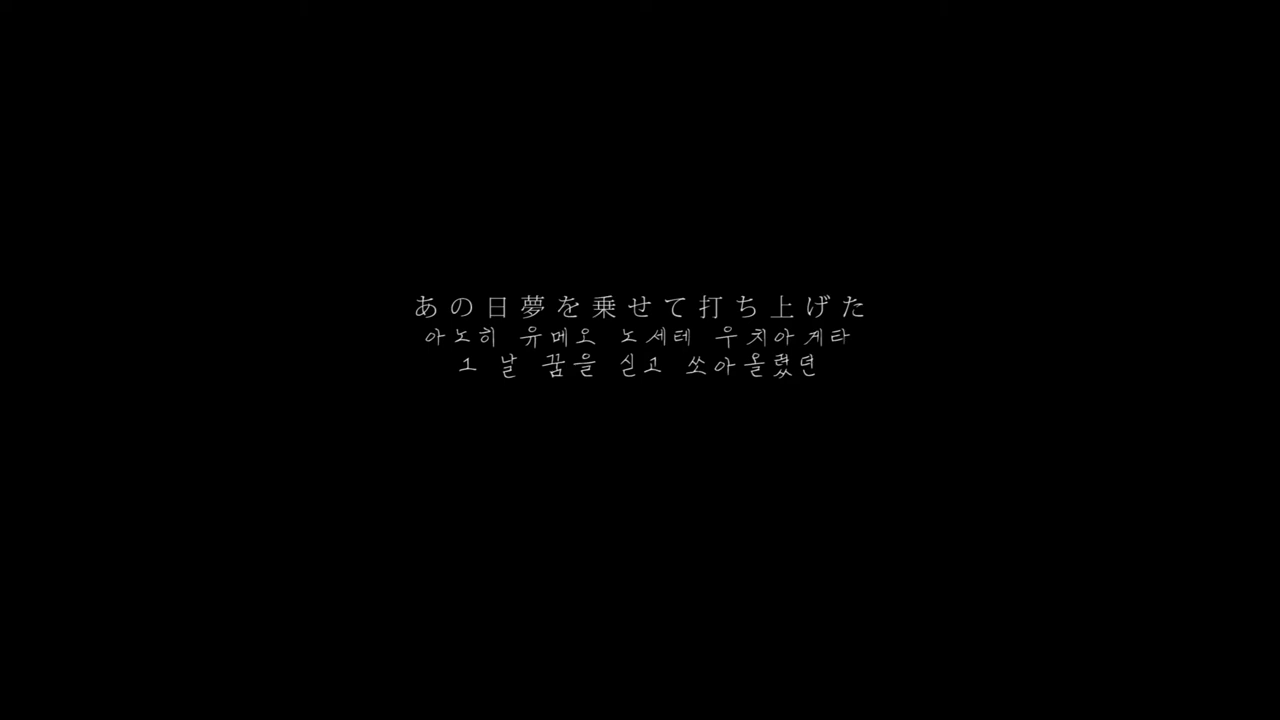 あの日夢を乗せて打ち上げた
아노히 유메오 노세테 우치아게타
그 날 꿈을 싣고 쏘아올렸던